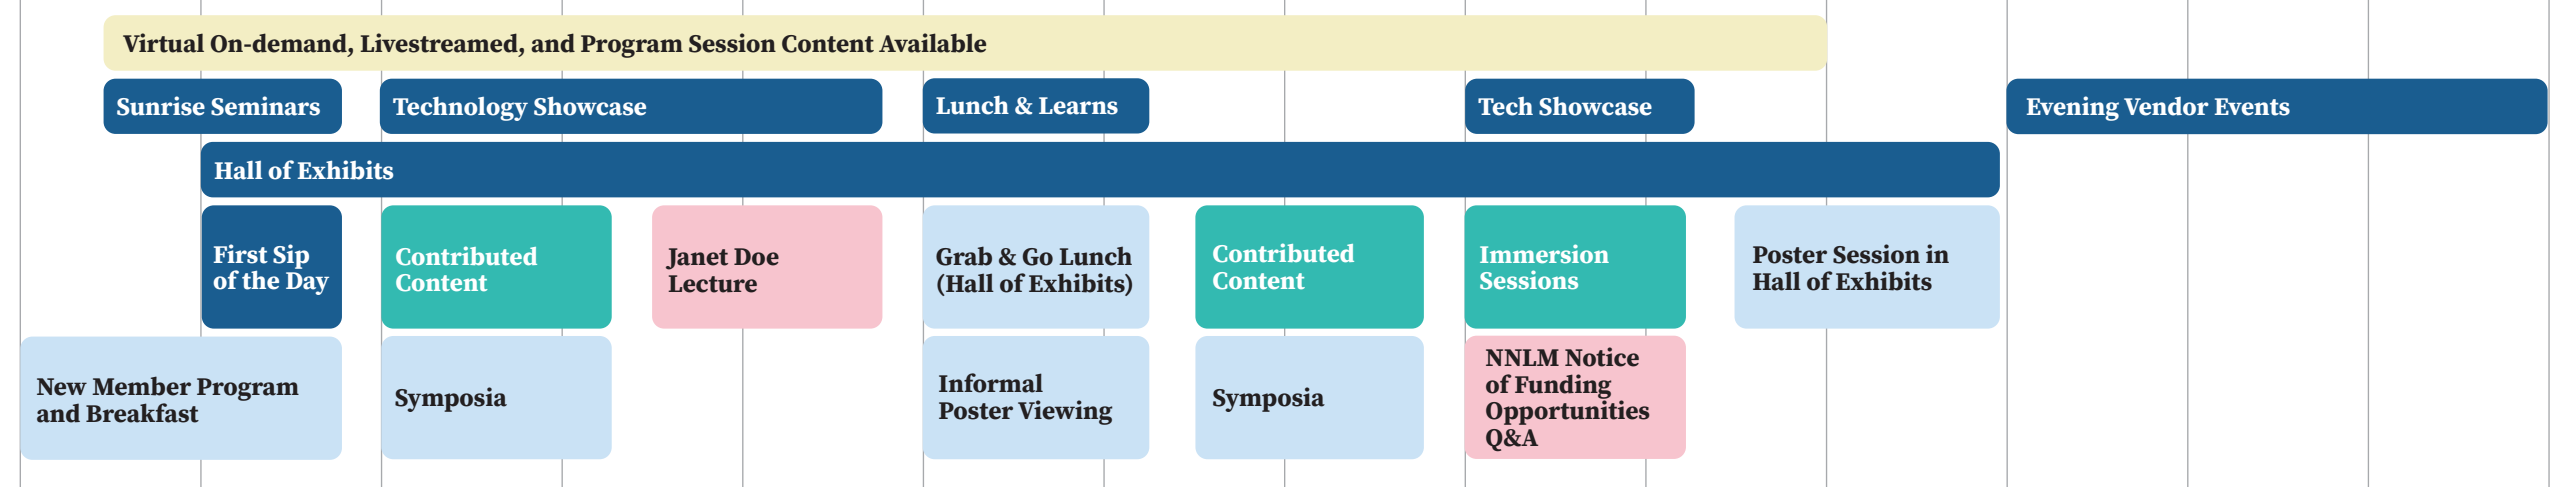 Virtual On-demand, Livestreamed, and Program Session Content Available
Sunrise Seminars
Technology Showcase
Lunch & Learns
Tech Showcase
Evening Vendor Events
Hall of Exhibits
First Sip
of the Day
Contributed
Content
Janet Doe
Lecture
Grab & Go Lunch
(Hall of Exhibits)
Contributed
Content
Immersion
Sessions
Poster Session in
Hall of Exhibits
New Member Program
and Breakfast
Symposia
Informal
Poster Viewing
Symposia
NNLM Notice
of Funding
Opportunities
Q&A